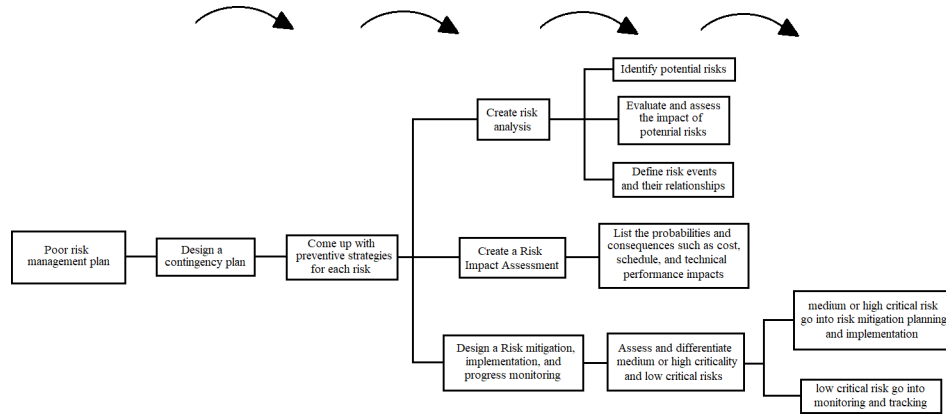 Identify potential risks
Create risk
analysis
Evaluate and assess
the impact of
potenrial risks
Define risk events
and their relationships
Poor risk
management plan
Design a
contingency plan
Come up with
preventive strategies
for each risk
Create a Risk
Impact Assessment
List the probabilities and
consequences such as cost,
schedule, and technical
performance impacts
Design a Risk mitigation,
implementation, and
progress monitoring
Assess and differentiate
medium or high criticality
and low critical risks
medium or high critical risk
go into risk mitigation planning
and implementation
low critical risk go into
monitoring and tracking